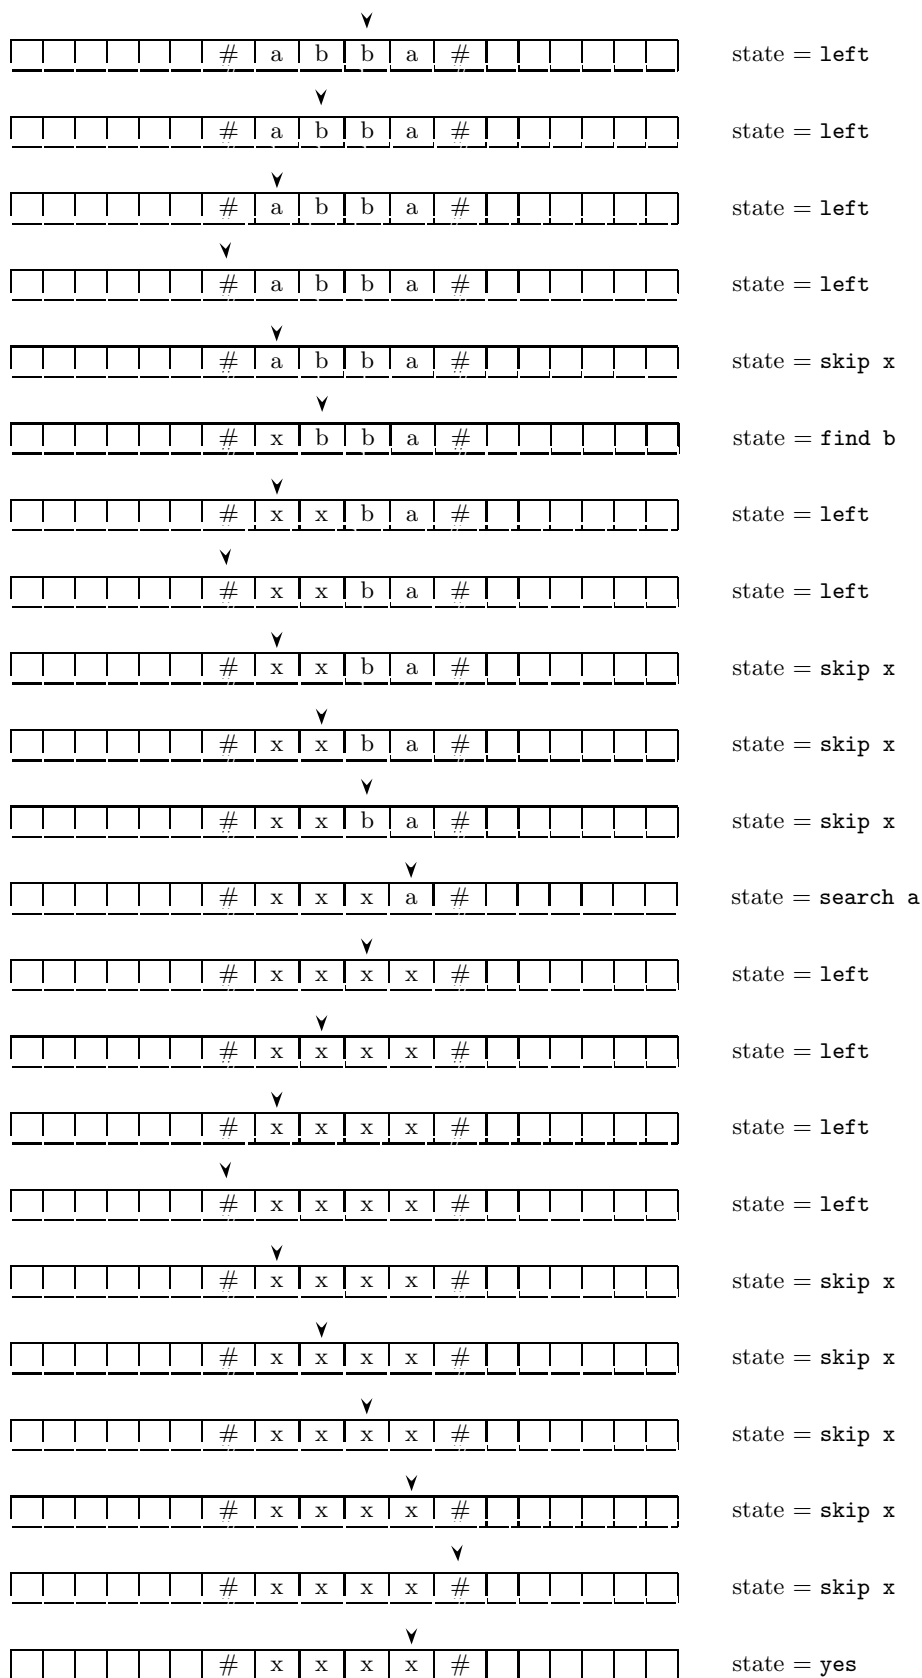 # a b b a # state = left
# a b b a # state = left
# a b b a # state = left
# a b b a # state = left
# a b b a # state = skip x
# x b b a # state = find b
# x x b a # state = left
# x x b a # state = left
# x x b a # state = skip x
# x x b a # state = skip x
# x x b a # state = skip x
# x x x a # state = search a
# x x x x # state = left
# x x x x # state = left
# x x x x # state = left
# x x x x # state = left
# x x x x # state = skip x
# x x x x # state = skip x
# x x x x # state = skip x
# x x x x # state = skip x
# x x x x # state = skip x
# x x x x # state = yes